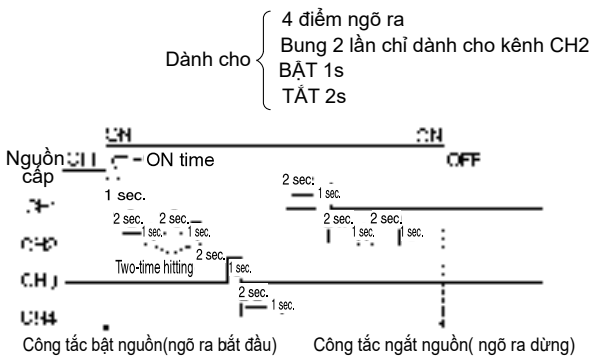 4 điểm ngõ ra
Dành cho
Bung 2 lần chỉ dành cho kênh CH2
BẬT 1s
TẮT 2s
ON ON
Nguồn cấp
ON time
OFF
1 sec.
2 sec.
1 sec.
2 sec. 2 sec. 2 sec. 2 sec.
1 sec. 1 sec. 1 sec. 1 sec.
CH2
2 sec.
Two-time hitting
1 sec.
CH3
2 sec.
1 sec.
CH4
Công tắc bật nguồn(ngõ ra bắt đầu) Công tắc ngắt nguồn( ngõ ra dừng)